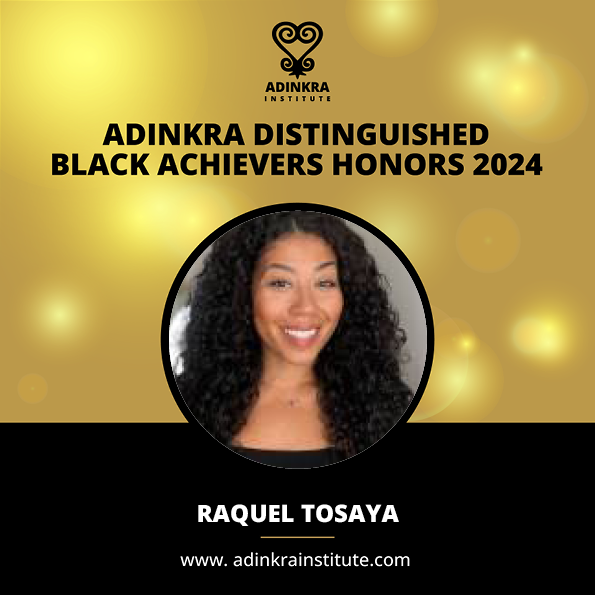 ADINKRA
INSTITUTE
ADINKRA DISTINGUISHED
BLACK ACHIEVERS HONORS 2024
RAQUEL TOSAYA
www. adinkrainstitute.com